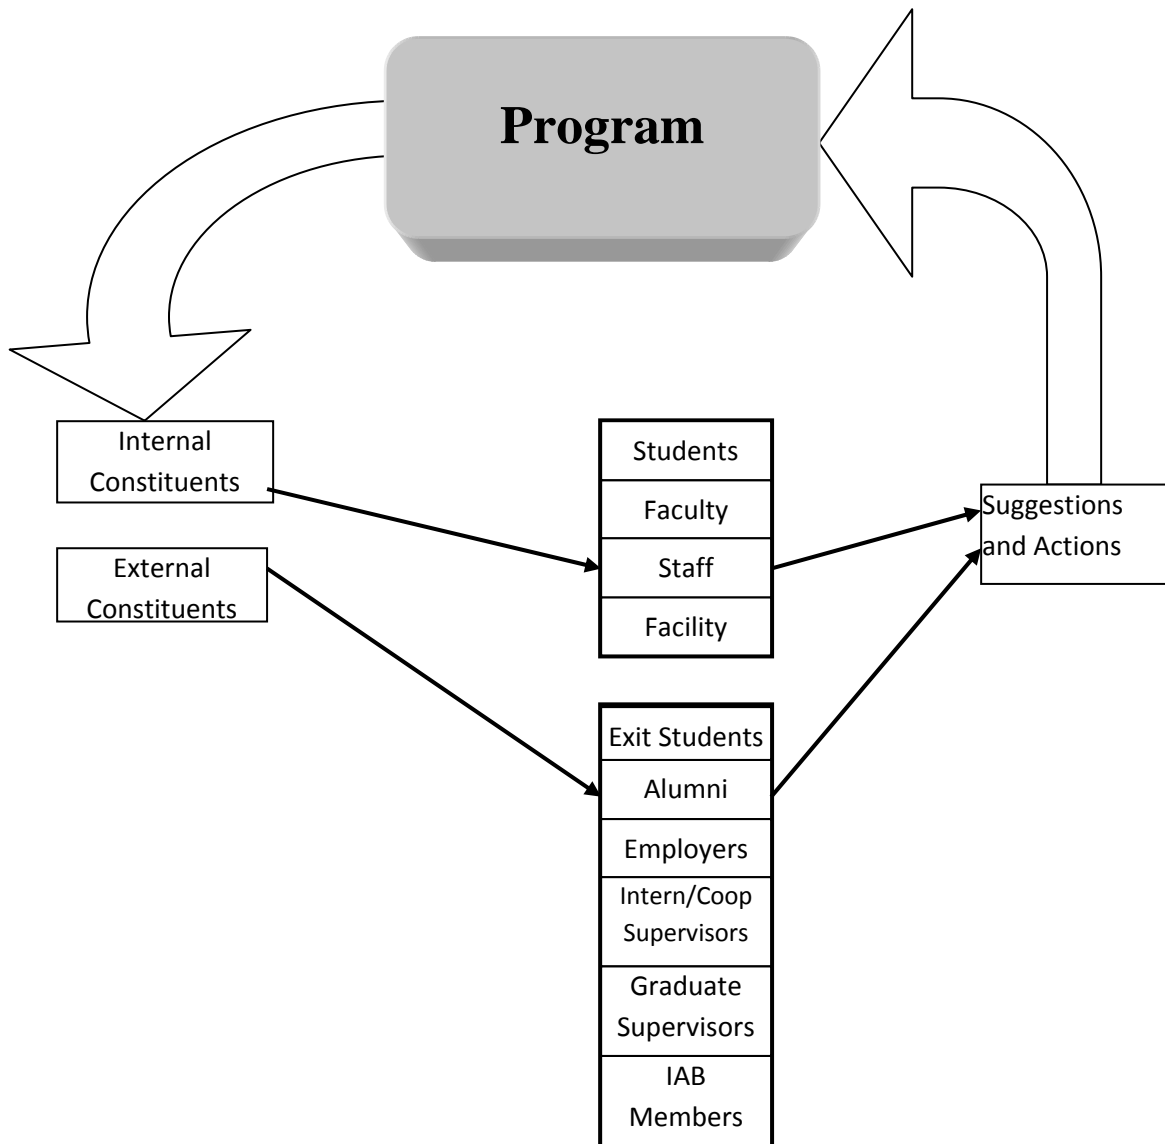 Program
Internal
Constituents
External
Constituents
Students
Faculty
Staff
Facility
Exit Students
Alumni
Employers
Intern/Coop
Supervisors
Graduate
Supervisors
IAB
Members
Suggestions
and Actions